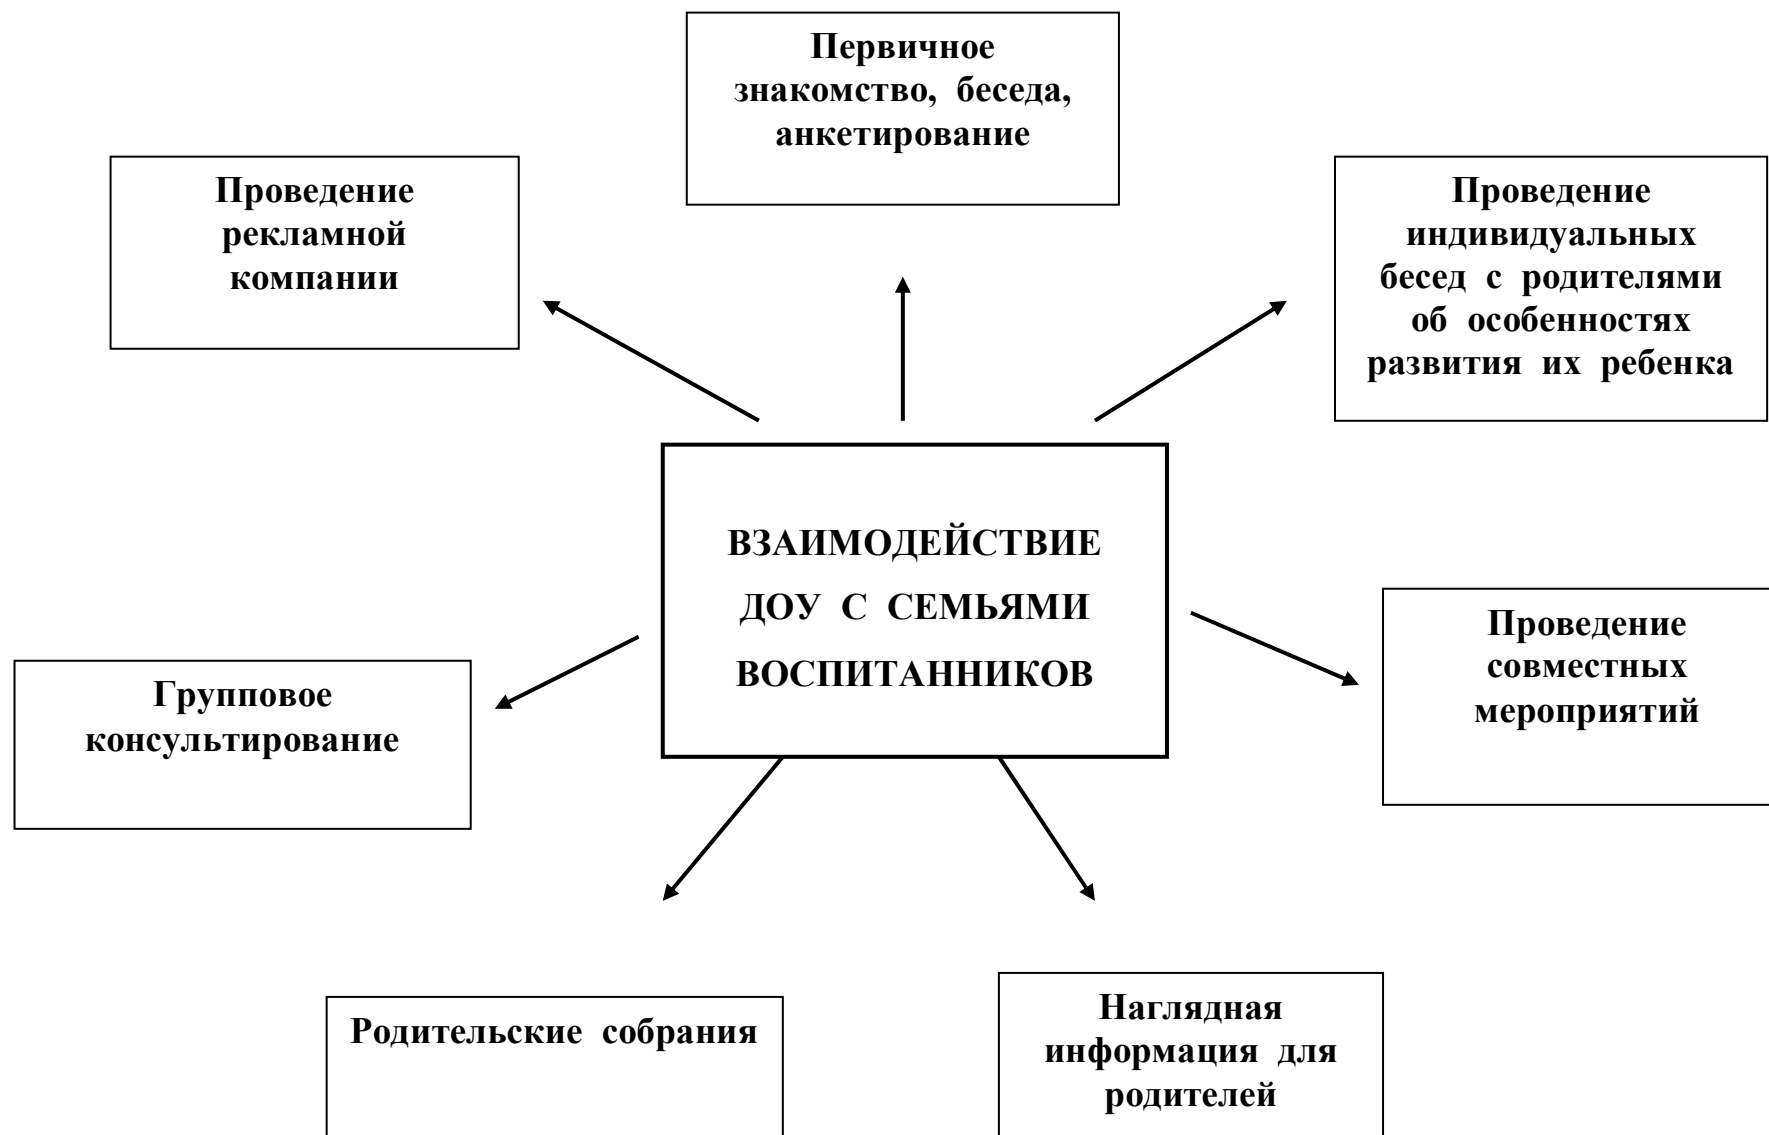 Первичное
знакомство, беседа,
анкетирование
Проведение
рекламной
компании
Проведение
индивидуальных
бесед с родителями
об особенностях
развития их ребенка
ВЗАИМОДЕЙСТВИЕ
ДОУ С СЕМЬЯМИ
ВОСПИТАННИКОВ
Проведение
совместных
мероприятий
Групповое
консультирование
Родительские собрания
Наглядная
информация для
родителей